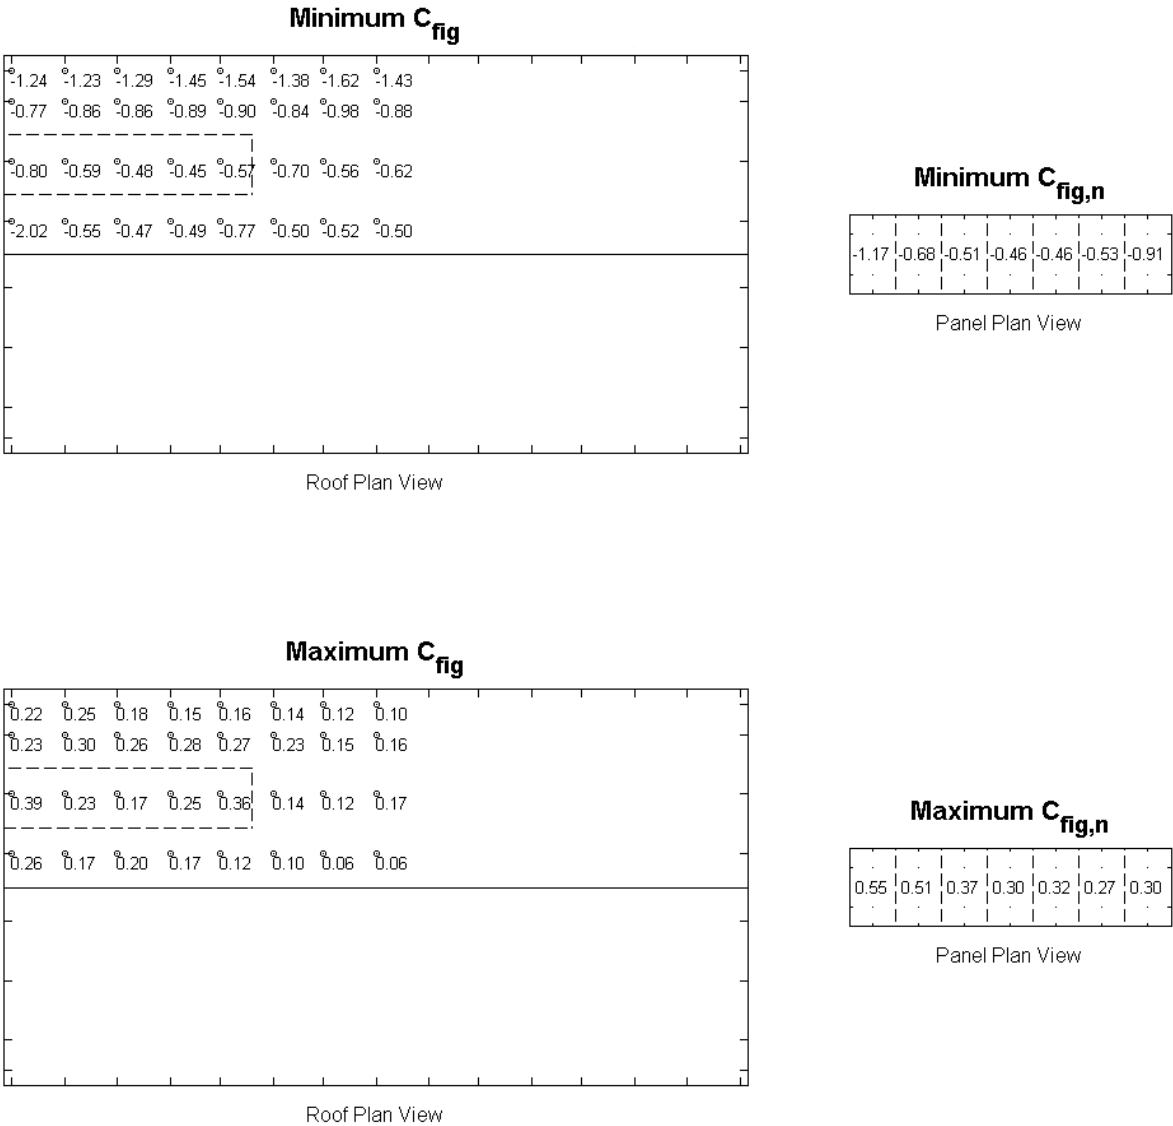 Minimum Cfig
-1.24 -1.23 -1.29 -1.45 -1.54 -1.38 -1.62 -1.43
-0.77 -0.86 -0.86 -0.89 -0.90 -0.84 -0.98 -0.88
-0.80 -0.59 -0.48 -0.45 -0.57 -0.70 -0.56 -0.62
-2.02 -0.55 -0.47 -0.49 -0.77 -0.50 -0.52 -0.50
Roof Plan View
Minimum Cfig,n
-1.17 -0.68 -0.51 -0.46 -0.46 -0.53 -0.91
Panel Plan View
Maximum Cfig
0.22 0.25 0.18 0.15 0.16 0.14 0.12 0.10
0.23 0.30 0.26 0.28 0.27 0.23 0.15 0.16
0.39 0.23 0.17 0.25 0.36 0.14 0.12 0.17
0.26 0.17 0.20 0.17 0.12 0.10 0.06 0.06
Roof Plan View
Maximum Cfig,n
0.55 0.51 0.37 0.30 0.32 0.27 0.30
Panel Plan View